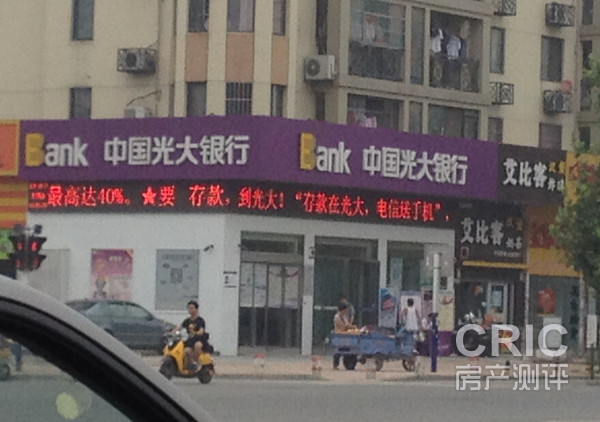 Bank 中国光大银行
Bank 中国光大银行
最高达40%。★要 存款，到光大！“存款在光大，电信送手机”，
艾比客
艾比客
CRIC
房产测评